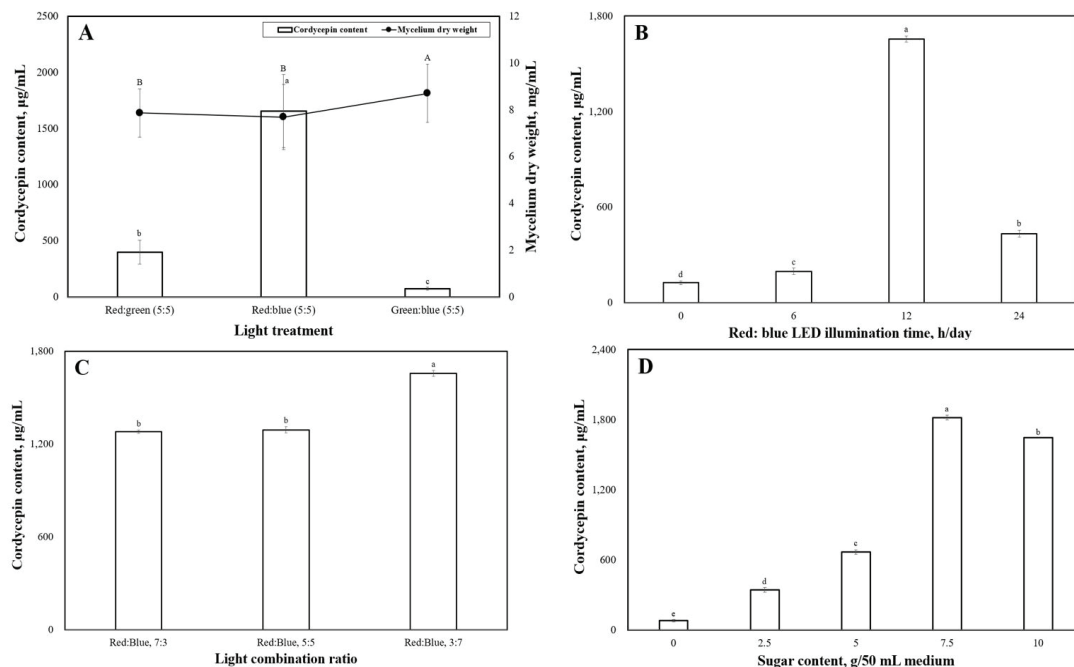 A
Cordycepin content Mycelium dry weight
Cordycepin content, µg/mL
2500
2000
1500
1000
500
0
12
10
8
6
4
2
0
Mycelium dry weight, mg/mL
B
B
A
a
b
c
Red:green (5:5) Red:blue (5:5) Green:blue (5:5)
Light treatment
B
Cordycepin content, µg/mL
1,800
1,200
600
0
d
c
a
b
0 6 12 24
Red: blue LED illumination time, h/day
C
Cordycepin content, µg/mL
1,800
1,200
600
0
b
b
a
Red:Blue, 7:3 Red:Blue, 5:5 Red:Blue, 3:7
Light combination ratio
D
Cordycepin content, µg/mL
2,400
1,800
1,200
600
0
e
d
c
a
b
0 2.5 5 7.5 10
Sugar content, g/50 mL medium